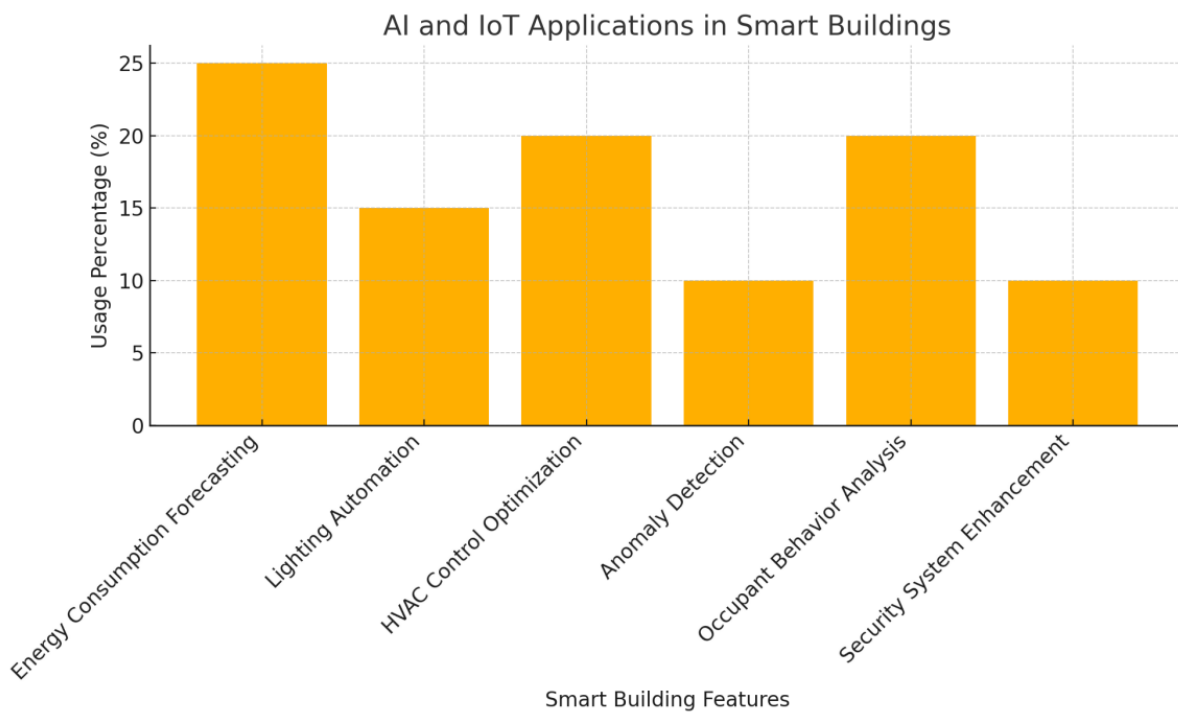 AI and IoT Applications in Smart Buildings
Usage Percentage (%)
25
20
15
10
5
0
Energy Consumption Forecasting
Lighting Automation
HVAC Control Optimization
Anomaly Detection
Occupant Behavior Analysis
Security System Enhancement
Smart Building Features